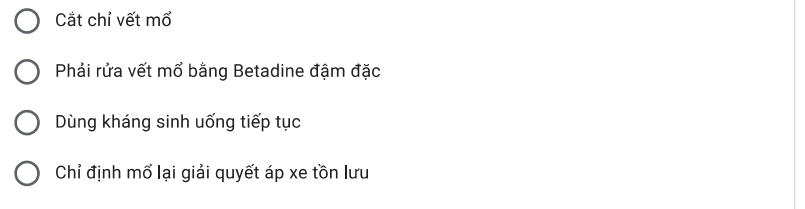 Cắt chỉ vết mổ
Phải rửa vết mổ bằng Betadine đậm đặc
Dùng kháng sinh uống tiếp tục
Chỉ định mổ lại giải quyết áp xe tồn lưu